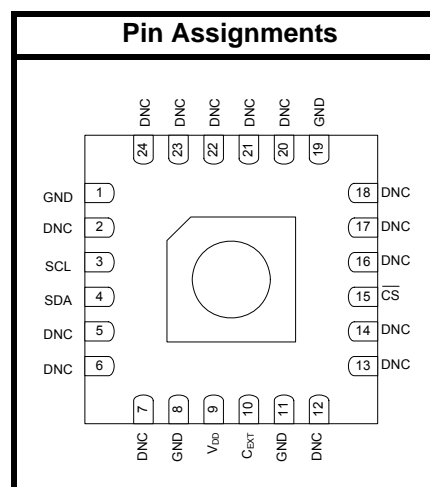 Pin Assignments
DNC DNC DNC DNC DNC GND
24 23 22 21 20 19
GND 1 18 DNC
DNC 2 17 DNC
SCL 3 16 DNC
SDA 4 15 CS
DNC 5 14 DNC
DNC 6 13 DNC
7 8 9 10 11 12
DNC GND VDD CEXT GND DNC